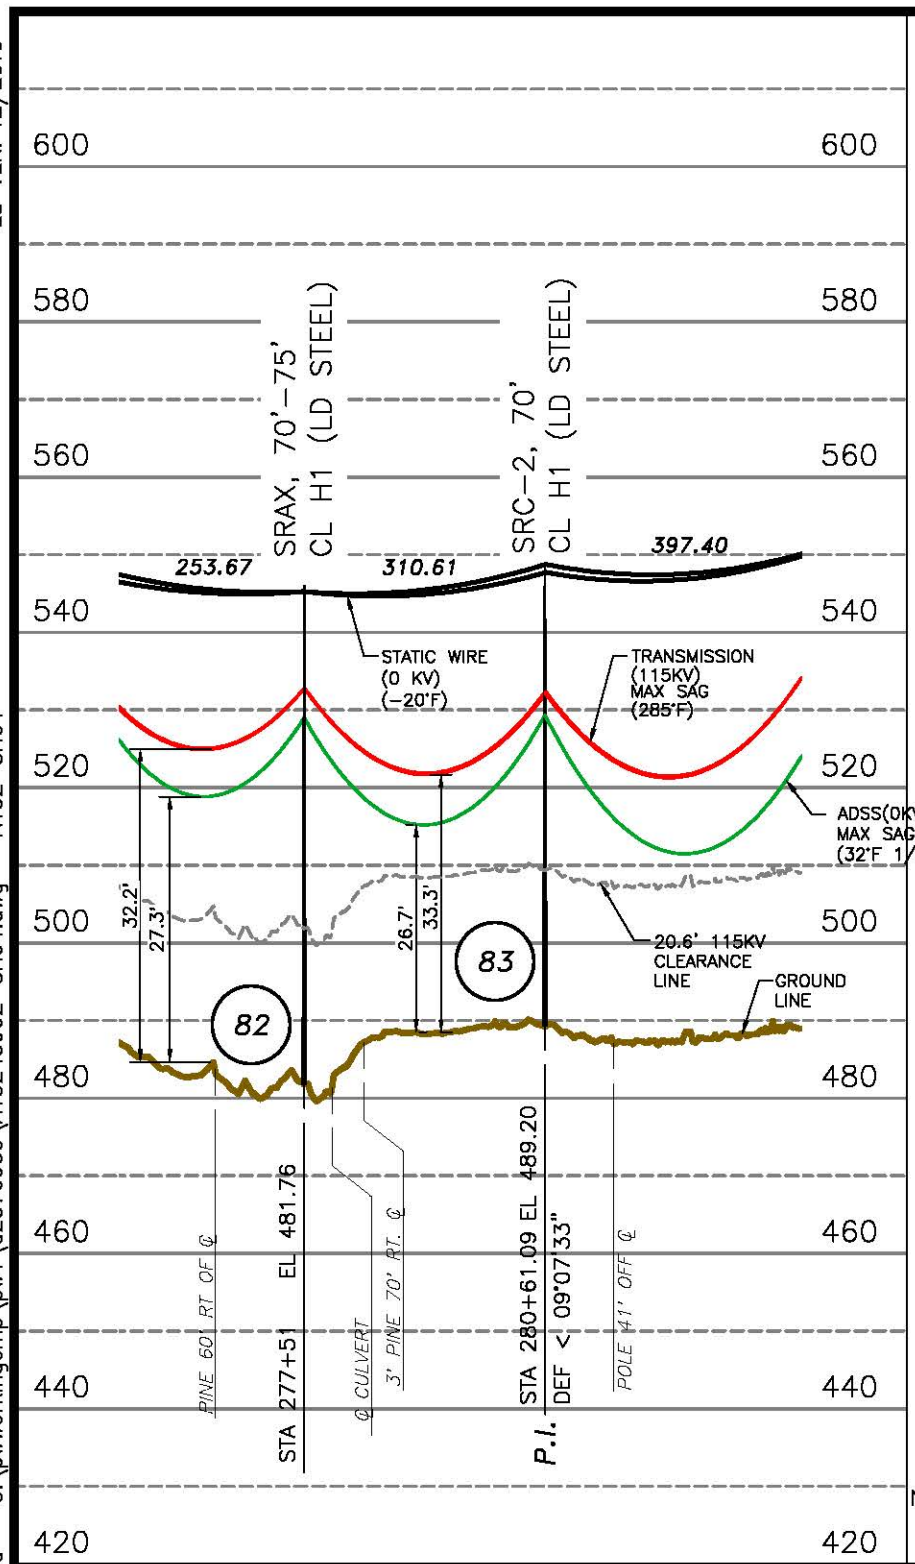 600
600
580
580
560
560
540
540
520
520
500
500
480
480
460
460
440
440
420
420
SRAX, 70'-75'
CL H1 (LD STEEL)
SRC-2, 70'
CL H1 (LD STEEL)
253.67
310.61
397.40
STATIC WIRE
(0 KV)
(-20°F)
TRANSMISSION
(115KV)
MAX SAG
(285°F)
ADSS(0KV
MAX SAG
(32°F 1/
32.2'
27.3'
26.7'
33.3'
82
83
20.6' 115KV
CLEARANCE
LINE
GROUND
LINE
PINE 60' RT OF ℄
STA 277+51 EL 481.76
℄ CULVERT
3' PINE 70' RT. ℄
P.I. STA 280+61.09 EL 489.20
DEF < 09°07'33"
POLE 41' OFF ℄